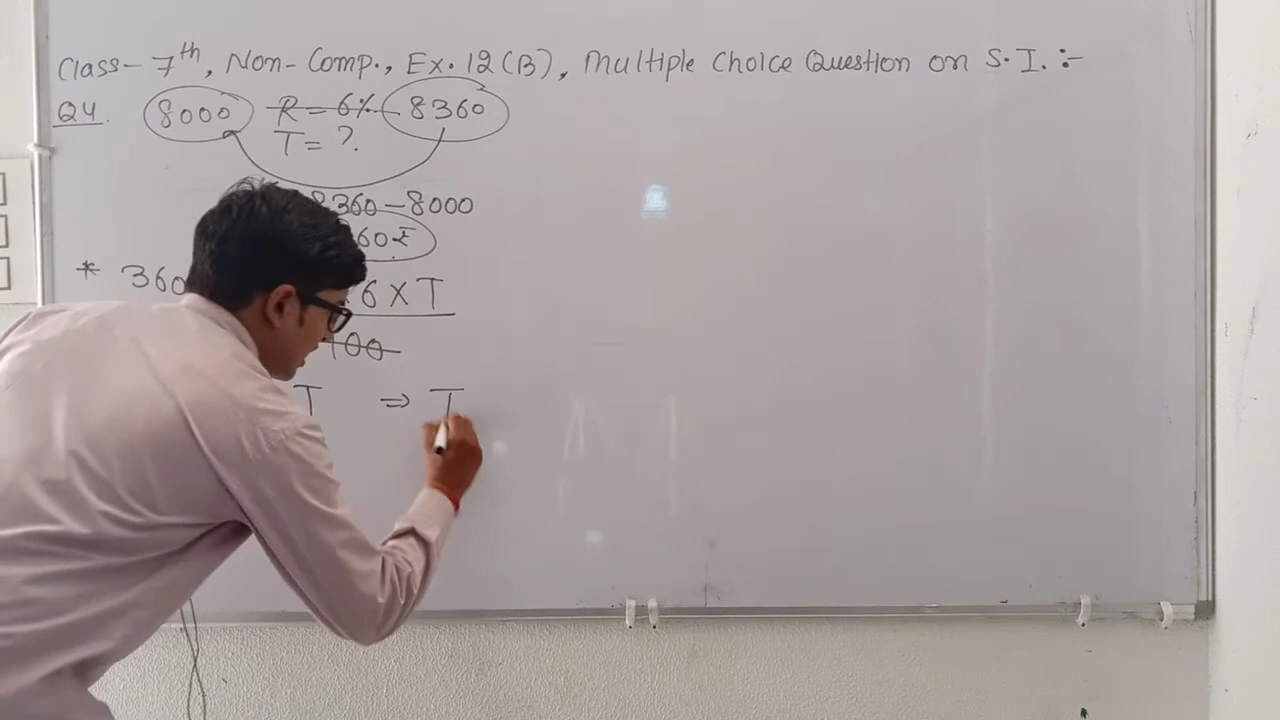 Class- 7th, Non-Comp., Ex. 12 (B), Multiple Choice Question on S. I. :-
Q4. 8000 R = 6% 8360
T = ?.
8360 - 8000
60₹
* 360 6 X T
100
T ⇒ T